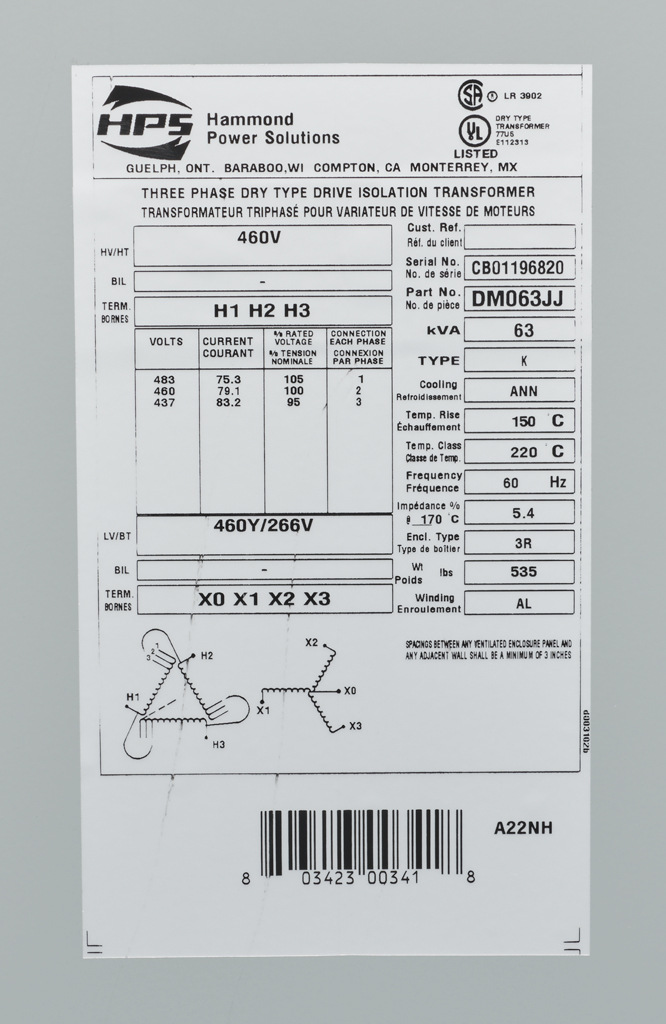 HPS
Hammond
Power Solutions
SA LR 3902
UL
LISTED
DRY TYPE
TRANSFORMER
77U5
E112313
GUELPH, ONT. BARABOO,WI COMPTON, CA MONTERREY, MX
THREE PHASE DRY TYPE DRIVE ISOLATION TRANSFORMER
TRANSFORMATEUR TRIPHASÉ POUR VARIATEUR DE VITESSE DE MOTEURS
HV/HT 460V
BIL -
TERM.
BORNES H1 H2 H3
VOLTS
CURRENT
COURANT
% RATED
VOLTAGE
% TENSION
NOMINALE
CONNECTION
EACH PHASE
CONNEXION
PAR PHASE
483 75.3 105 1
460 79.1 100 2
437 83.2 95 3
LV/BT 460Y/266V
BIL -
TERM.
BORNES X0 X1 X2 X3
Cust. Ref.
Réf. du client
Serial No.
No. de série CB01196820
Part No.
No. de pièce DM063JJ
kVA 63
TYPE K
Cooling
Refroidissement ANN
Temp. Rise
Échauffement 150 C
Temp. Class
Classe de Temp. 220 C
Frequency
Fréquence 60 Hz
Impédance %
@ 170 °C 5.4
Encl. Type
Type de boîtier 3R
Wt
Poids lbs 535
Winding
Enroulement AL
SPACINGS BETWEEN ANY VENTILATED ENCLOSURE PANEL AND
ANY ADJACENT WALL SHALL BE A MINIMUM OF 3 INCHES
1
2
3
H2
H1
H3
X2
X0
X1
X3
d003102b
A22NH
8 03423 00341 8